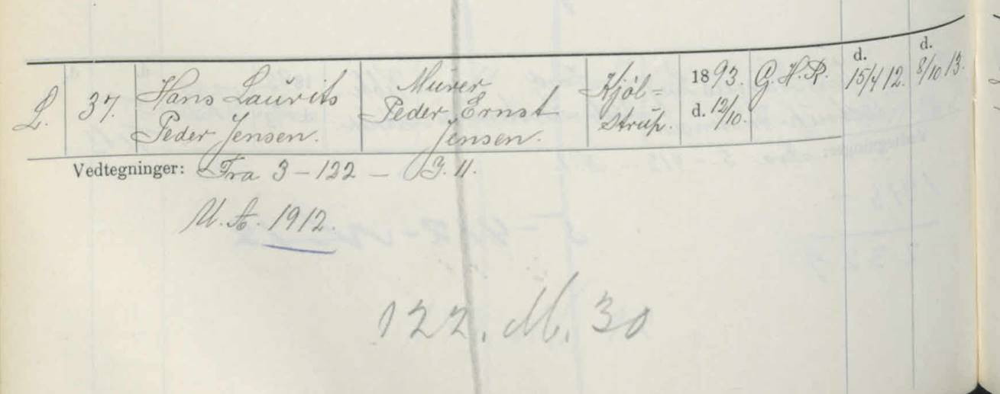 L. 37. Hans Laurits Peder Jensen. Murer Peder Ernst Jensen. Kjöl= strup. 1893. d. 12/10. G. H. R. d. 15/4 12. d. 8/10 13.
Vedtegninger: Fra 3 - 122 - 3. 11.
U. A. 1912.
122. M. 30